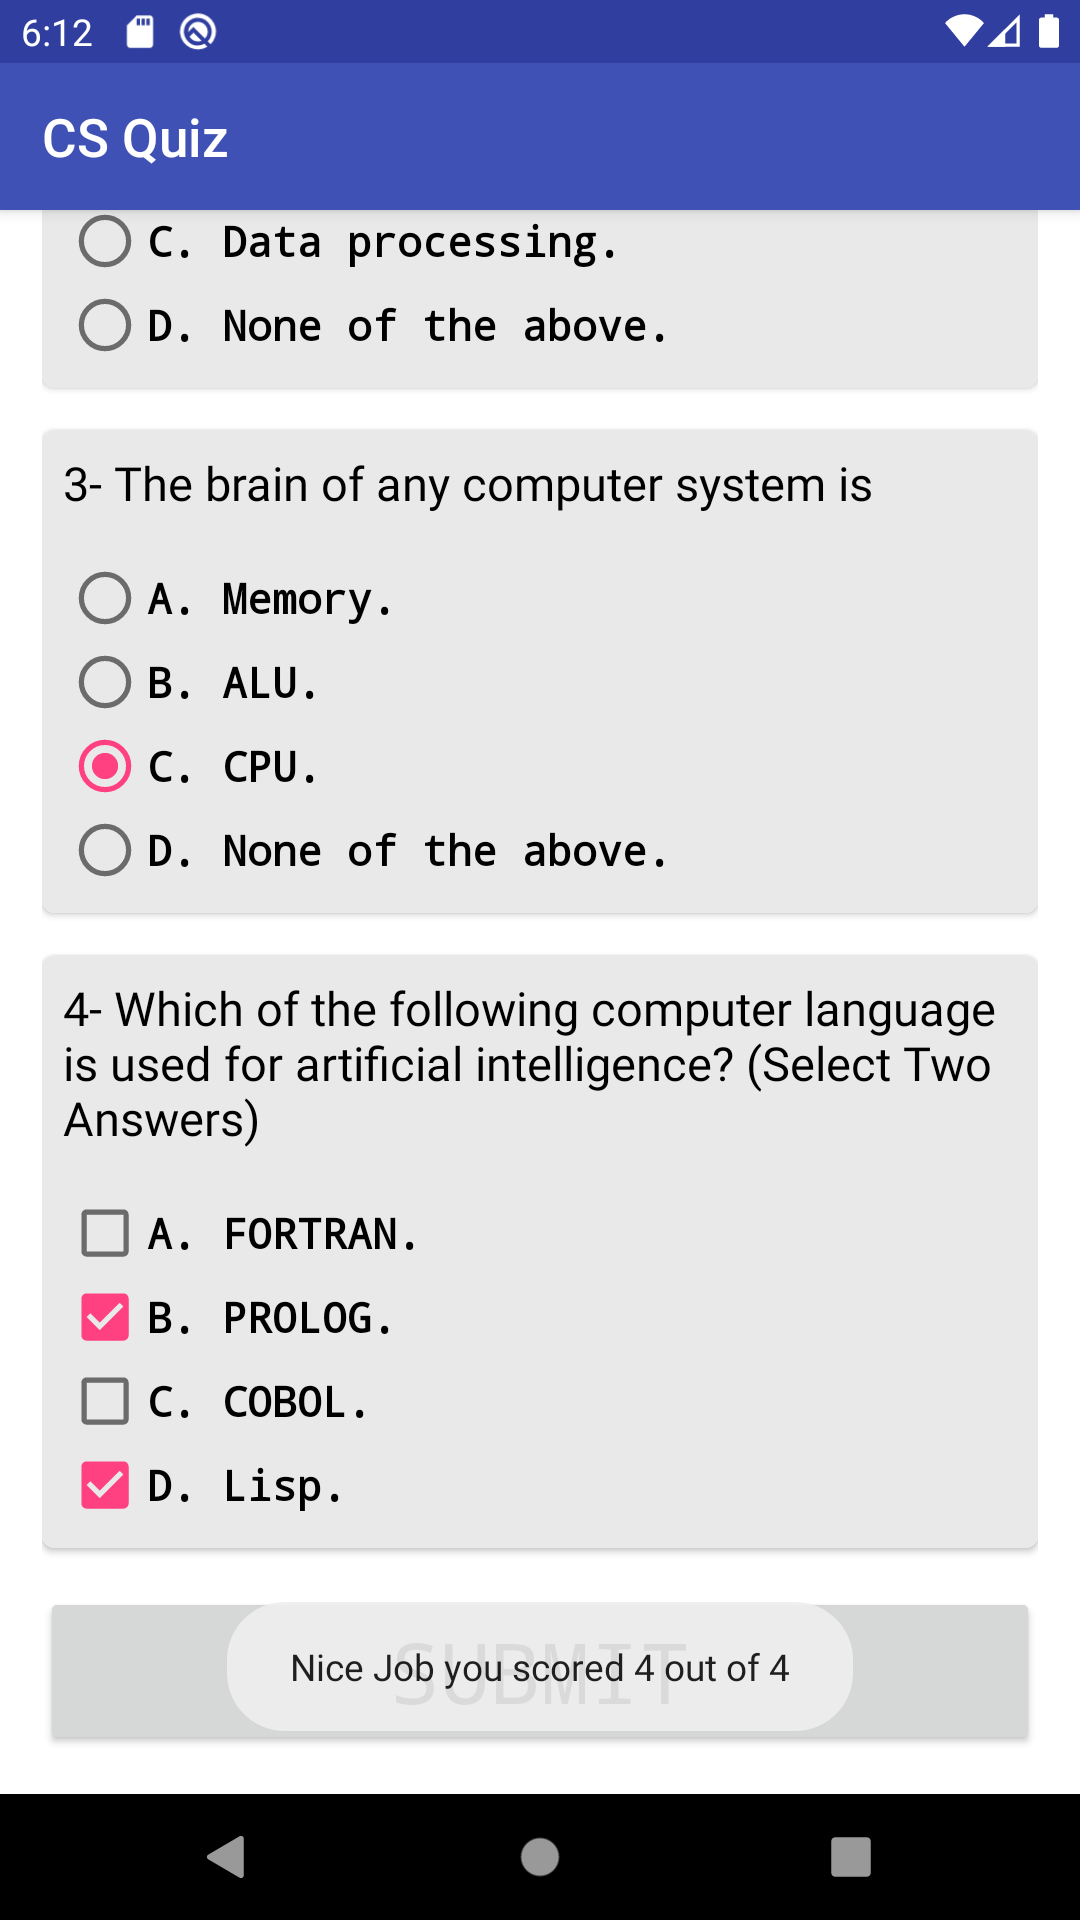 6:12
CS Quiz
C. Data processing.
D. None of the above.
3- The brain of any computer system is
A. Memory.
B. ALU.
C. CPU.
D. None of the above.
4- Which of the following computer language
is used for artificial intelligence? (Select Two
Answers)
A. FORTRAN.
B. PROLOG.
C. COBOL.
D. Lisp.
SUBMIT
Nice Job you scored 4 out of 4